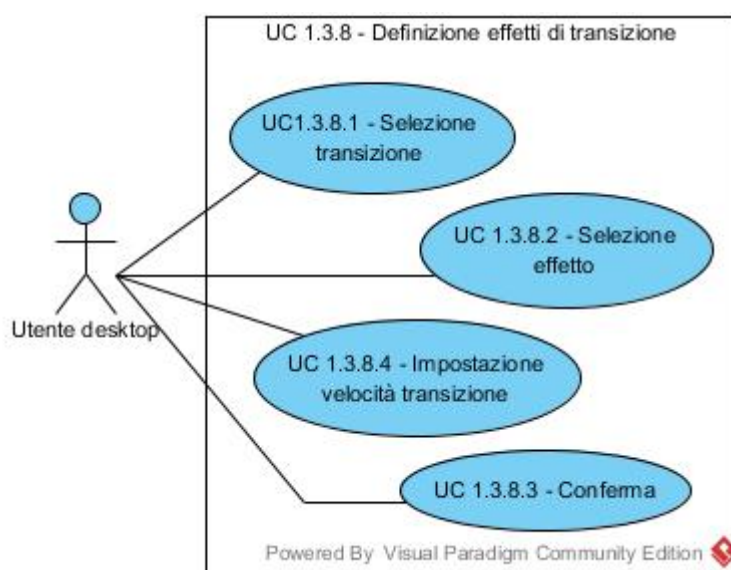 UC 1.3.8 - Definizione effetti di transizione
UC1.3.8.1 - Selezione
transizione
UC 1.3.8.2 - Selezione
effetto
Utente desktop
UC 1.3.8.4 - Impostazione
velocità transizione
UC 1.3.8.3 - Conferma
Powered By Visual Paradigm Community Edition